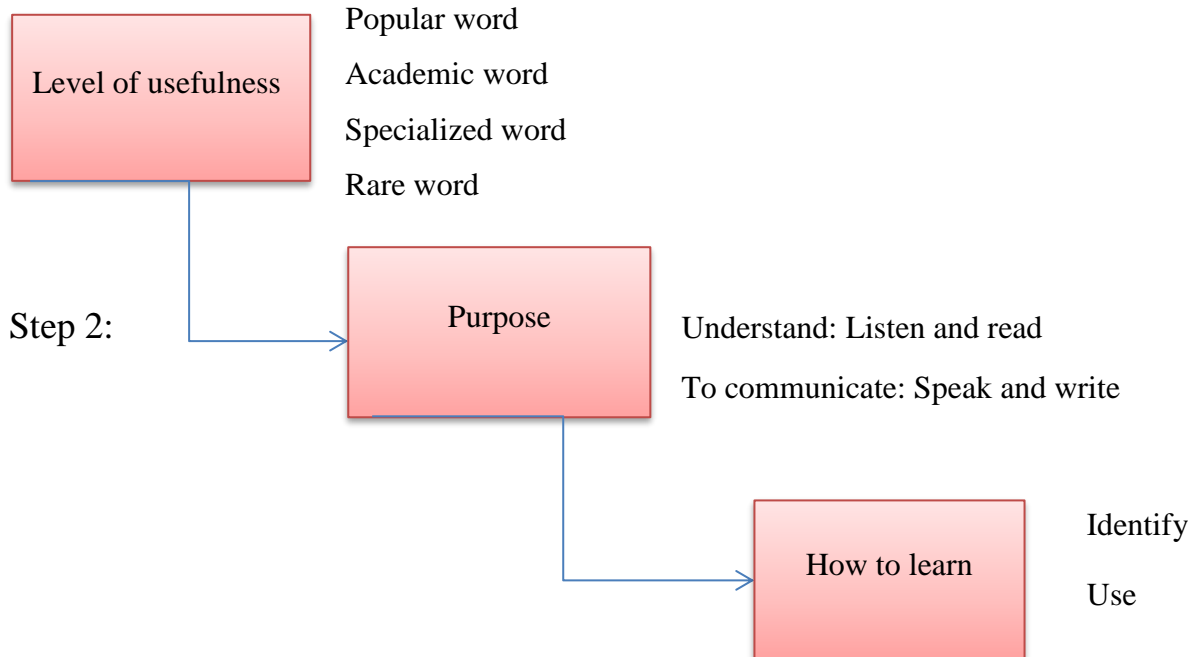 Popular word
Level of usefulness
Academic word
Specialized word
Rare word
Step 2:
Purpose
Understand: Listen and read
To communicate: Speak and write
How to learn
Identify
Use